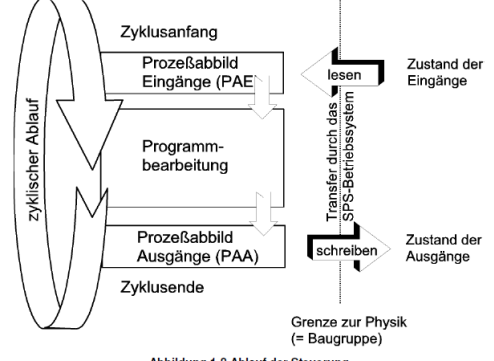 Zyklusanfang
Prozeßabbild
Eingänge (PAE)
lesen
Zustand der
Eingänge
zyklischer Ablauf
Programm-
bearbeitung
Transfer durch das
SPS-Betriebssystem
Prozeßabbild
Ausgänge (PAA)
schreiben
Zustand der
Ausgänge
Zyklusende
Grenze zur Physik
(= Baugruppe)